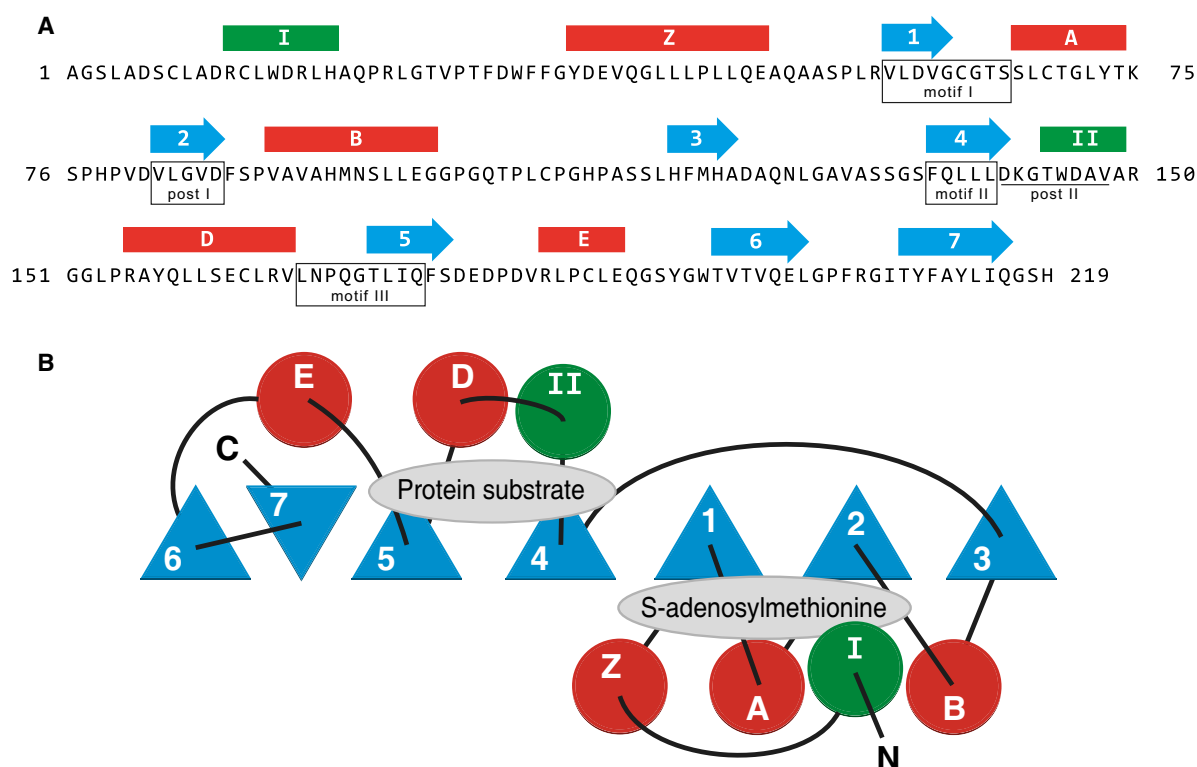 A
I Z 1 A
1 AGSLADSCLADRCLWDRLHAQPRLGTVPTFDWFFGYDEVQGLLLPLLQEAQAASPLRVLDVGCGTSSLCTGLYTK 75
motif I
2 B 3 4 II
76 SPHPVDVLGVDFSPVAVAHMNSLLEGGPGQTPLCPGHPASSLHFMHADAQNLGAVASSGSFQLLLDKGTWDAVAR 150
post I motif II post II
D 5 E 6 7
151 GGLPRAYQLLSECLRVLNPQGTLIQFSDEDPDVRLPCLEQGSYGWTVTVQELGPFRGITYFAYLIQGSH 219
motif III
B
E D II
C
Protein substrate
7 1 2
6 5 4 3
S-adenosylmethionine
Z I
A B
N